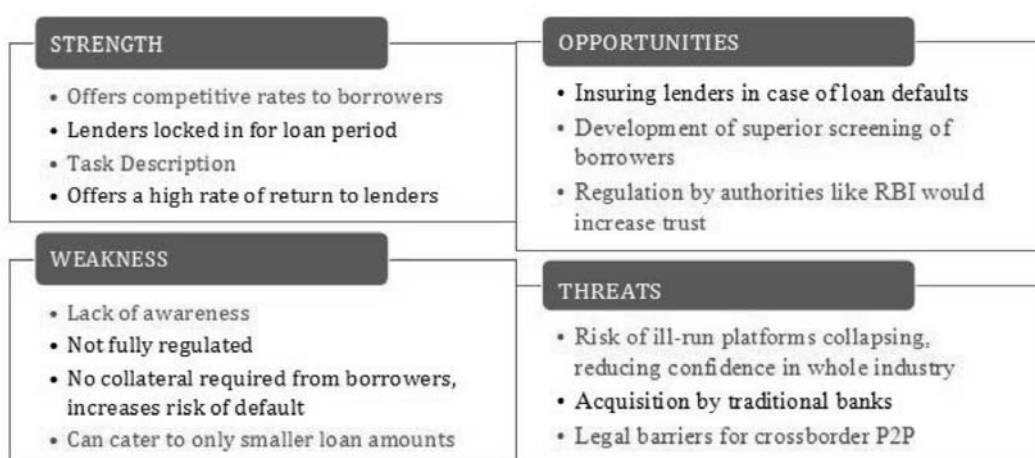 STRENGTH
• Offers competitive rates to borrowers
• Lenders locked in for loan period
• Task Description
• Offers a high rate of return to lenders
OPPORTUNITIES
• Insuring lenders in case of loan defaults
• Development of superior screening of
borrowers
• Regulation by authorities like RBI would
increase trust
WEAKNESS
• Lack of awareness
• Not fully regulated
• No collateral required from borrowers,
increases risk of default
• Can cater to only smaller loan amounts
THREATS
• Risk of ill-run platforms collapsing,
reducing confidence in whole industry
• Acquisition by traditional banks
• Legal barriers for crossborder P2P